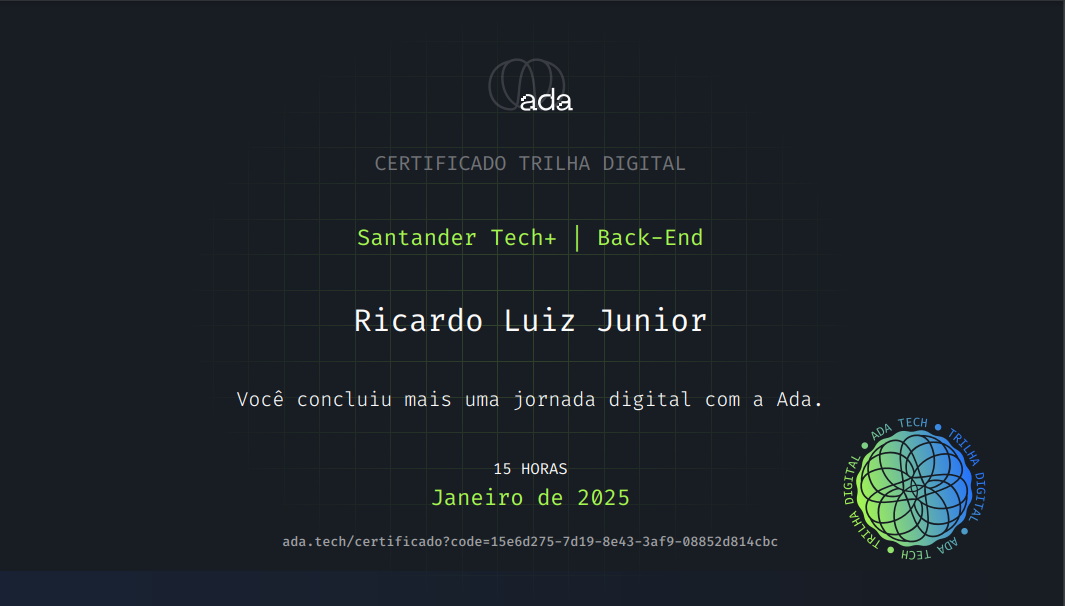 ada
CERTIFICADO TRILHA DIGITAL
Santander Tech+ | Back-End
Ricardo Luiz Junior
Você concluiu mais uma jornada digital com a Ada.
15 HORAS
Janeiro de 2025
ada.tech/certificado?code=15e6d275-7d19-8e43-3af9-08852d814cbc
ADA TECH • TRILHA DIGITAL • ADA TECH • TRILHA DIGITAL •